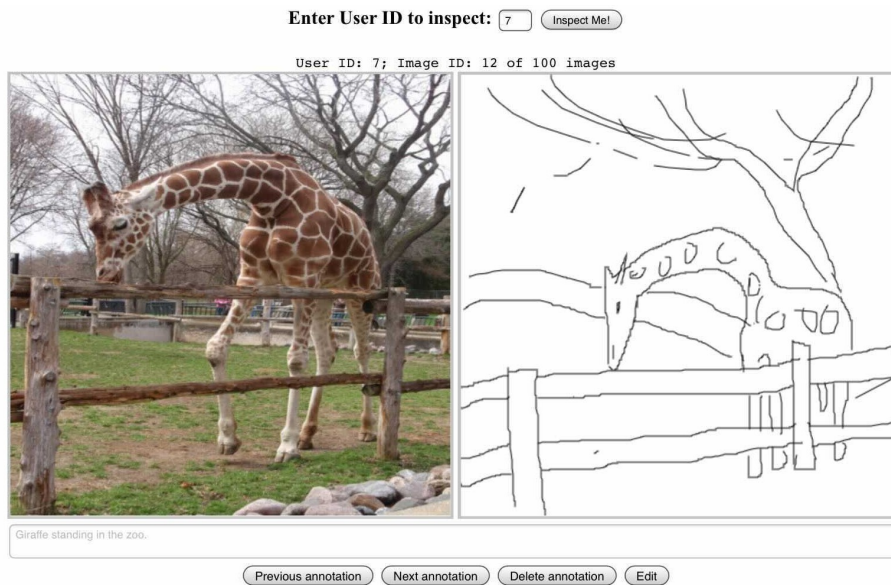 Enter User ID to inspect: 7 Inspect Me!
User ID: 7; Image ID: 12 of 100 images
Giraffe standing in the zoo.
Previous annotation Next annotation Delete annotation Edit